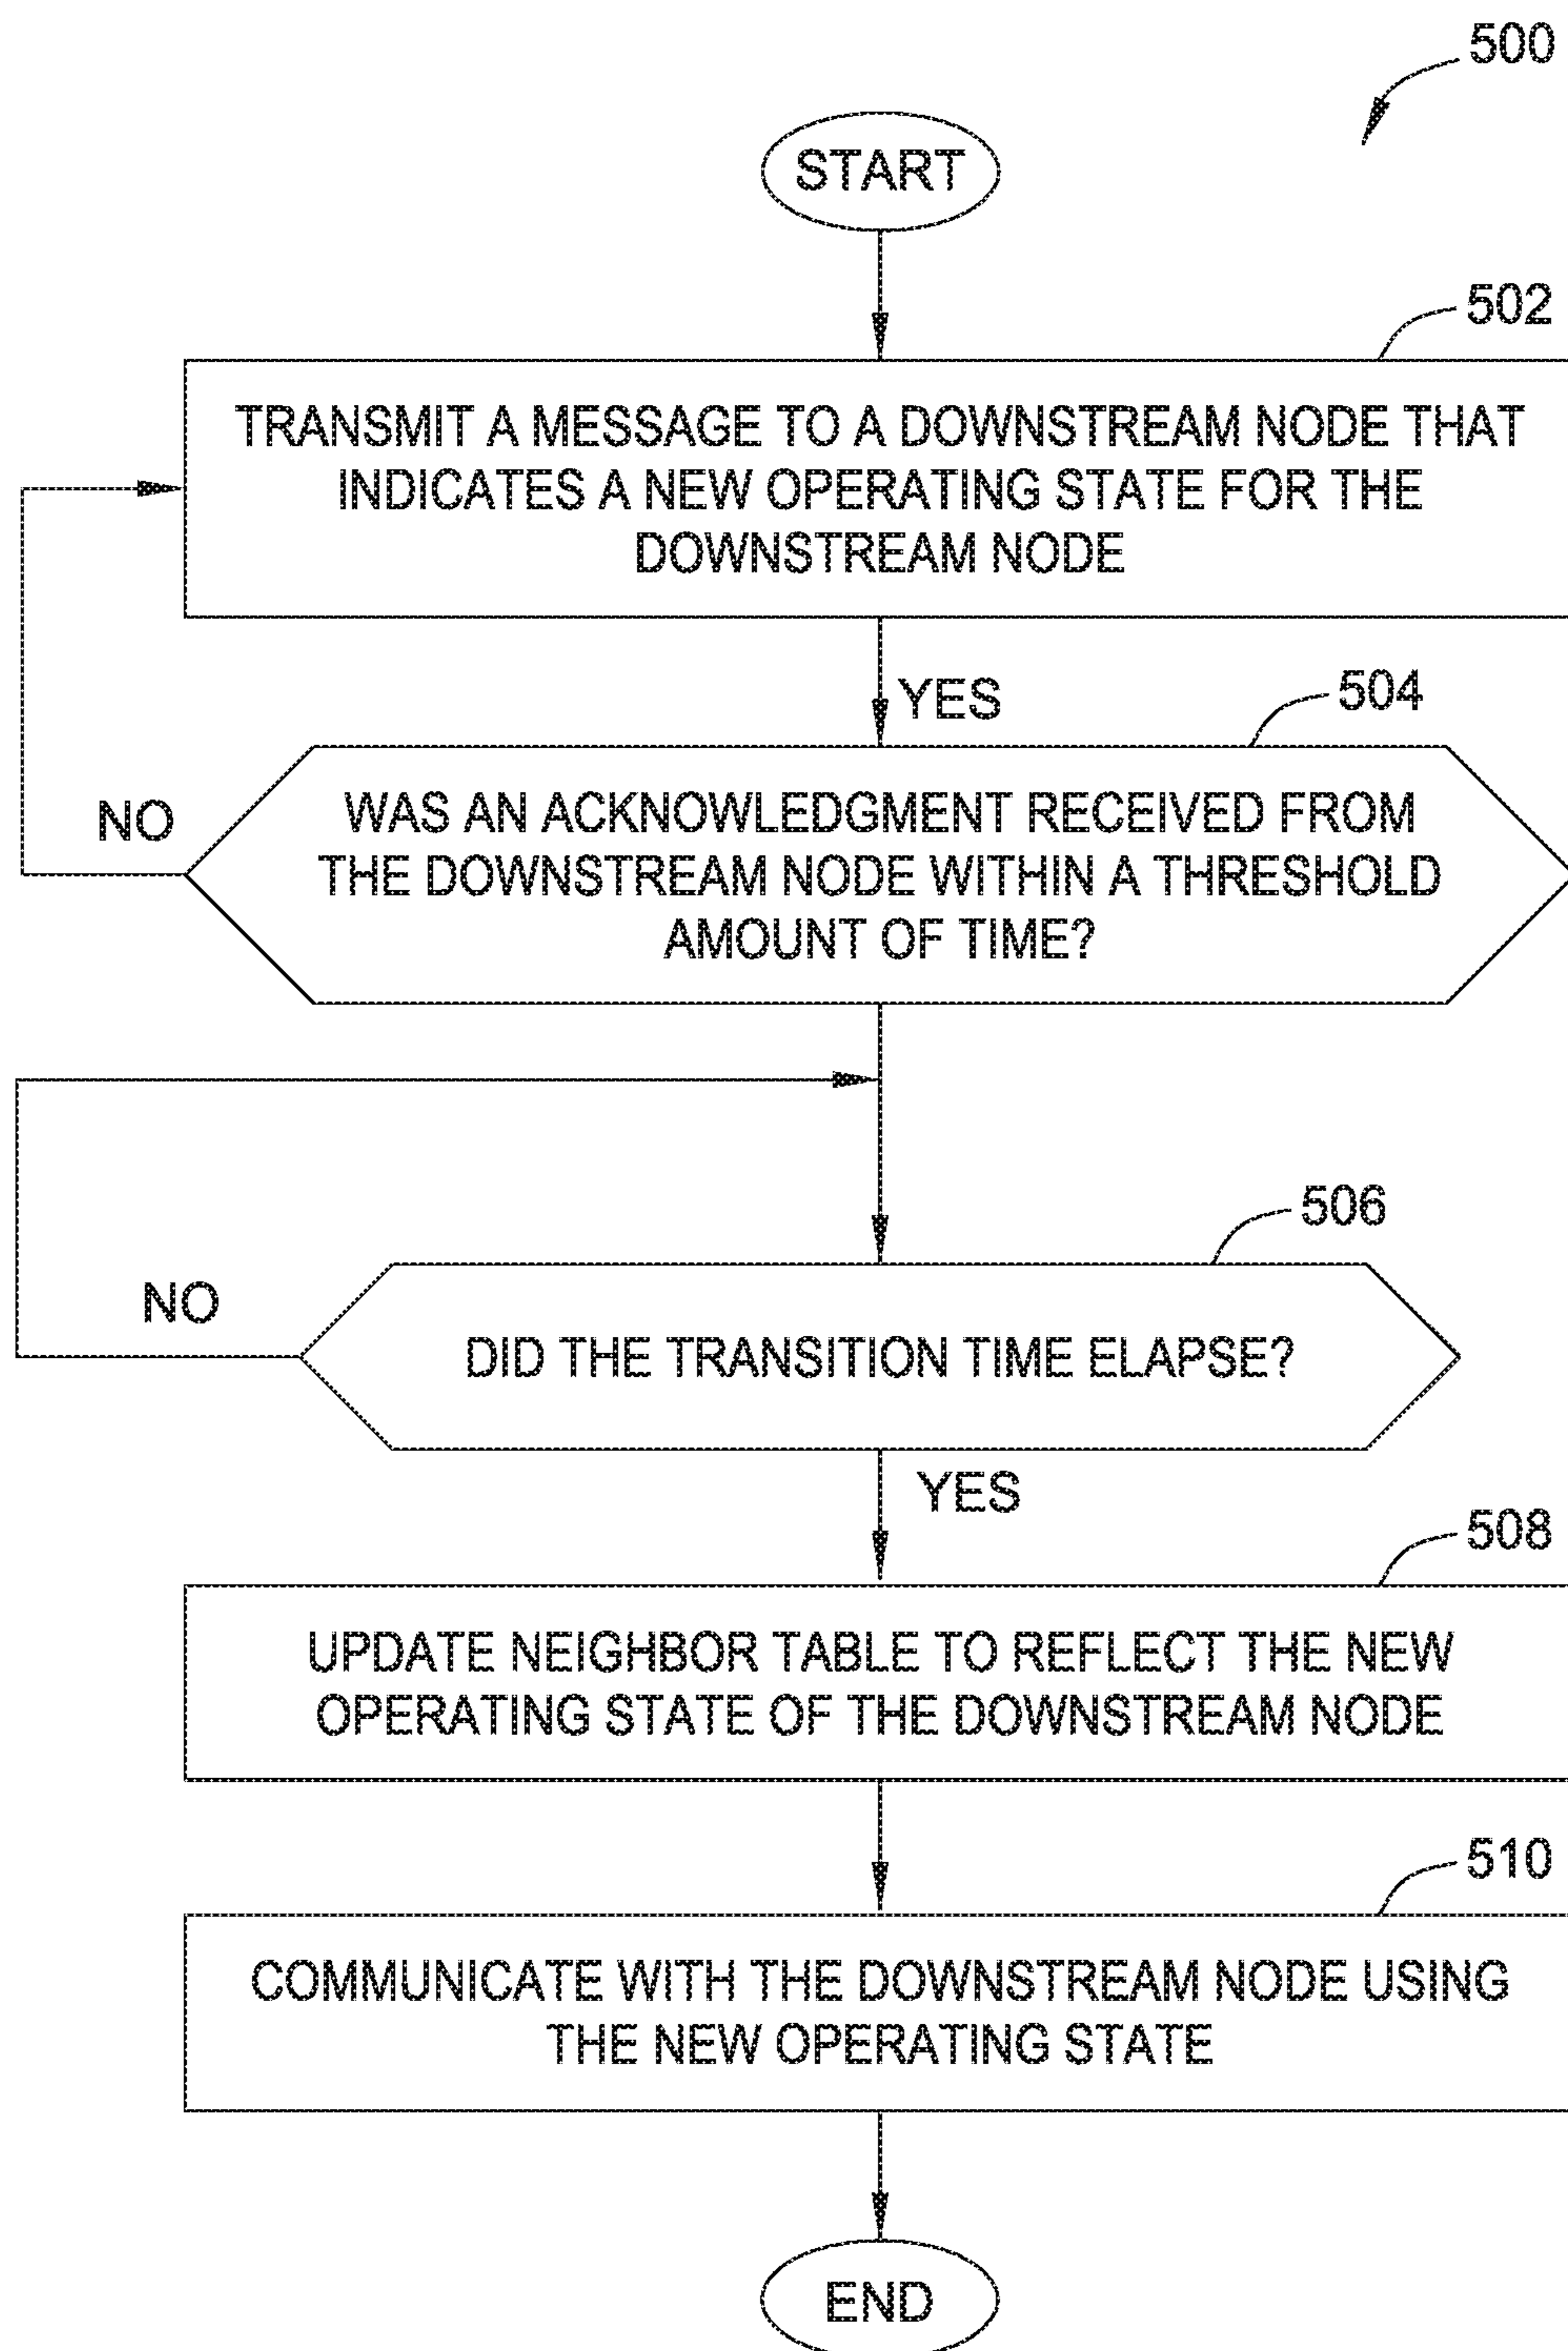 500
START
502
TRANSMIT A MESSAGE TO A DOWNSTREAM NODE THAT
INDICATES A NEW OPERATING STATE FOR THE
DOWNSTREAM NODE
YES
504
NO
WAS AN ACKNOWLEDGMENT RECEIVED FROM
THE DOWNSTREAM NODE WITHIN A THRESHOLD
AMOUNT OF TIME?
506
NO
DID THE TRANSITION TIME ELAPSE?
YES
508
UPDATE NEIGHBOR TABLE TO REFLECT THE NEW
OPERATING STATE OF THE DOWNSTREAM NODE
510
COMMUNICATE WITH THE DOWNSTREAM NODE USING
THE NEW OPERATING STATE
END